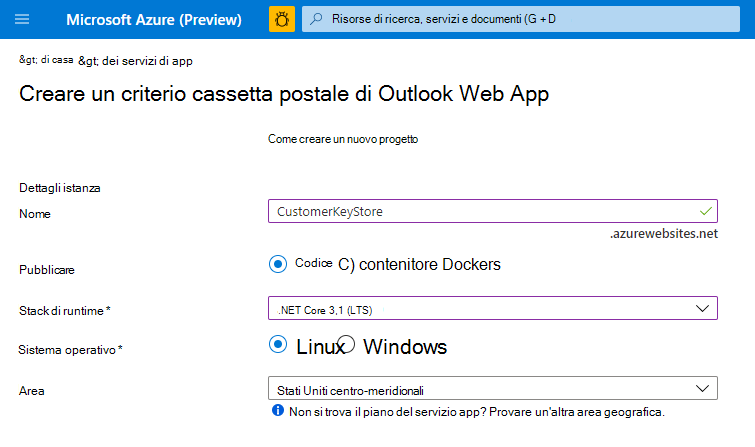 Microsoft Azure (Preview)
Risorse di ricerca, servizi e documenti (G + D
&gt; di casa &gt; dei servizi di app
Creare un criterio cassetta postale di Outlook Web App
Come creare un nuovo progetto
Dettagli istanza
Nome
CustomerKeyStore
.azurewebsites.net
Pubblicare
Codice C) contenitore Dockers
Stack di runtime *
.NET Core 3,1 (LTS)
Sistema operativo *
Linux Windows
Area
Stati Uniti centro-meridionali
Non si trova il piano del servizio app? Provare un'altra area geografica.